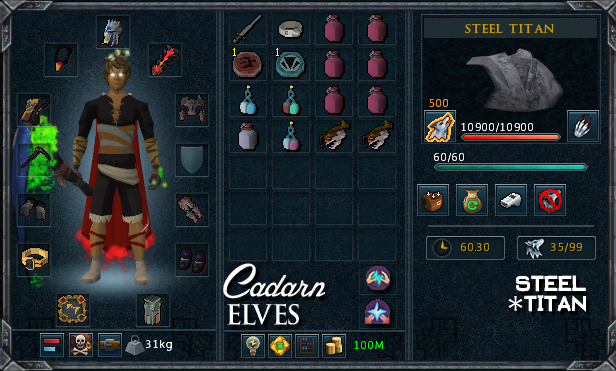 STEEL TITAN
1
1
500
10900/10900
60/60
60.30
35/99
Cadarn
ELVES
STEEL
*TITAN
31kg
100M